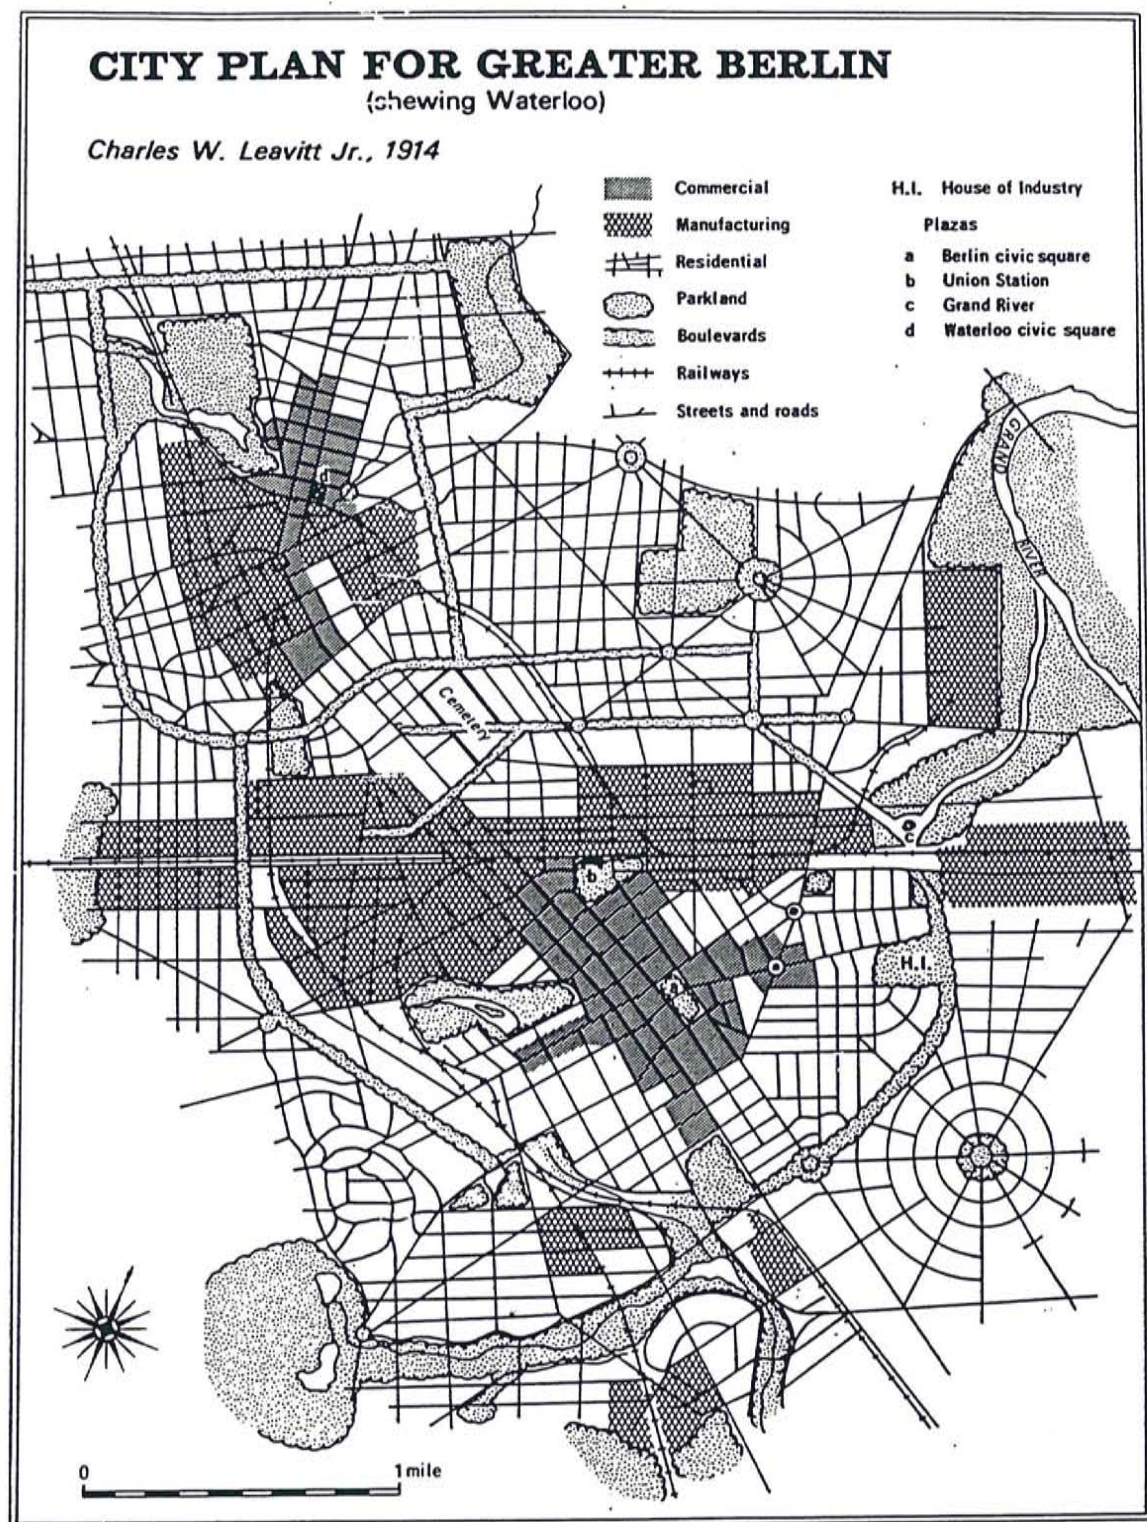 CITY PLAN FOR GREATER BERLIN
(shewing Waterloo)
Charles W. Leavitt Jr., 1914
Commercial
Manufacturing
Residential
Parkland
Boulevards
Railways
Streets and roads
H.I. House of Industry
Plazas
a Berlin civic square
b Union Station
c Grand River
d Waterloo civic square
GRAND
RIVER
d
Cemetery
c
b
a
H.I.
0 1 mile